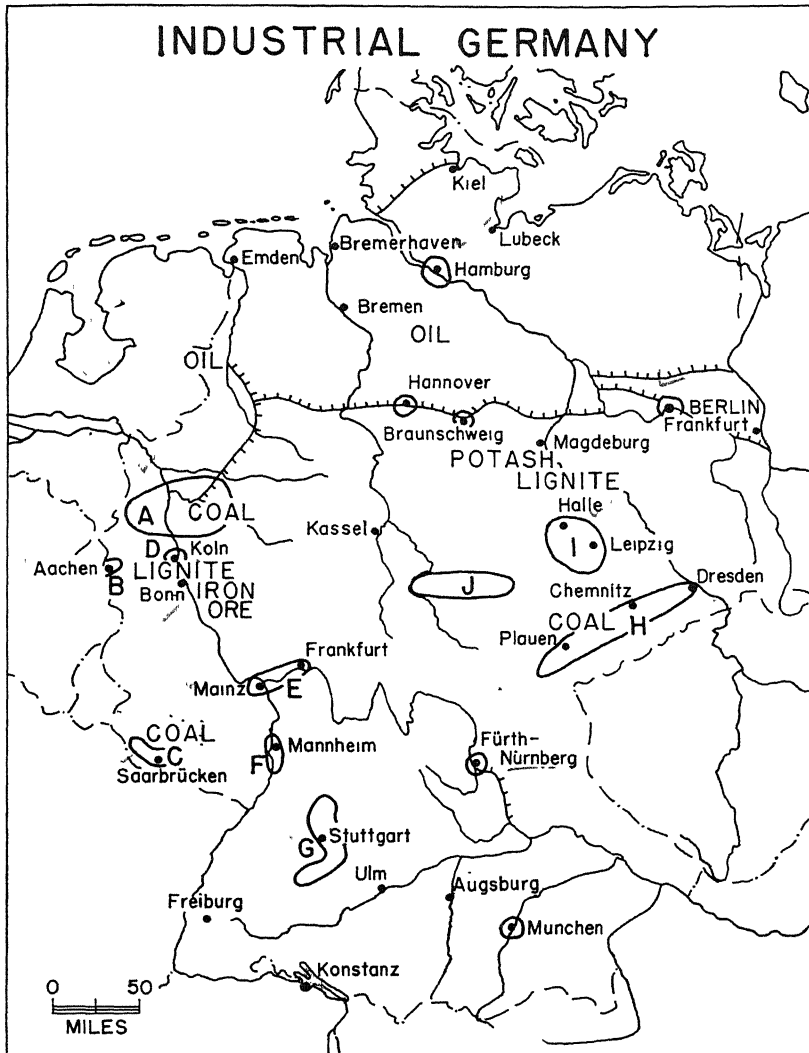 INDUSTRIAL GERMANY
Kiel
Lubeck
Bremerhaven
Emden
Hamburg
Bremen
OIL
OIL
Hannover
BERLIN
Frankfurt
Braunschweig
Magdeburg
POTASH
LIGNITE
Halle
A
COAL
Kassel
I
Leipzig
D
Koln
Aachen
B
LIGNITE
Bonn
IRON
ORE
J
Dresden
Chemnitz
COAL
H
Plauen
Frankfurt
Mainz
E
COAL
C
Saarbrücken
Mannheim
F
Fürth-
Nürnberg
G
Stuttgart
Ulm
Augsburg
Freiburg
Munchen
Konstanz
0 50
MILES